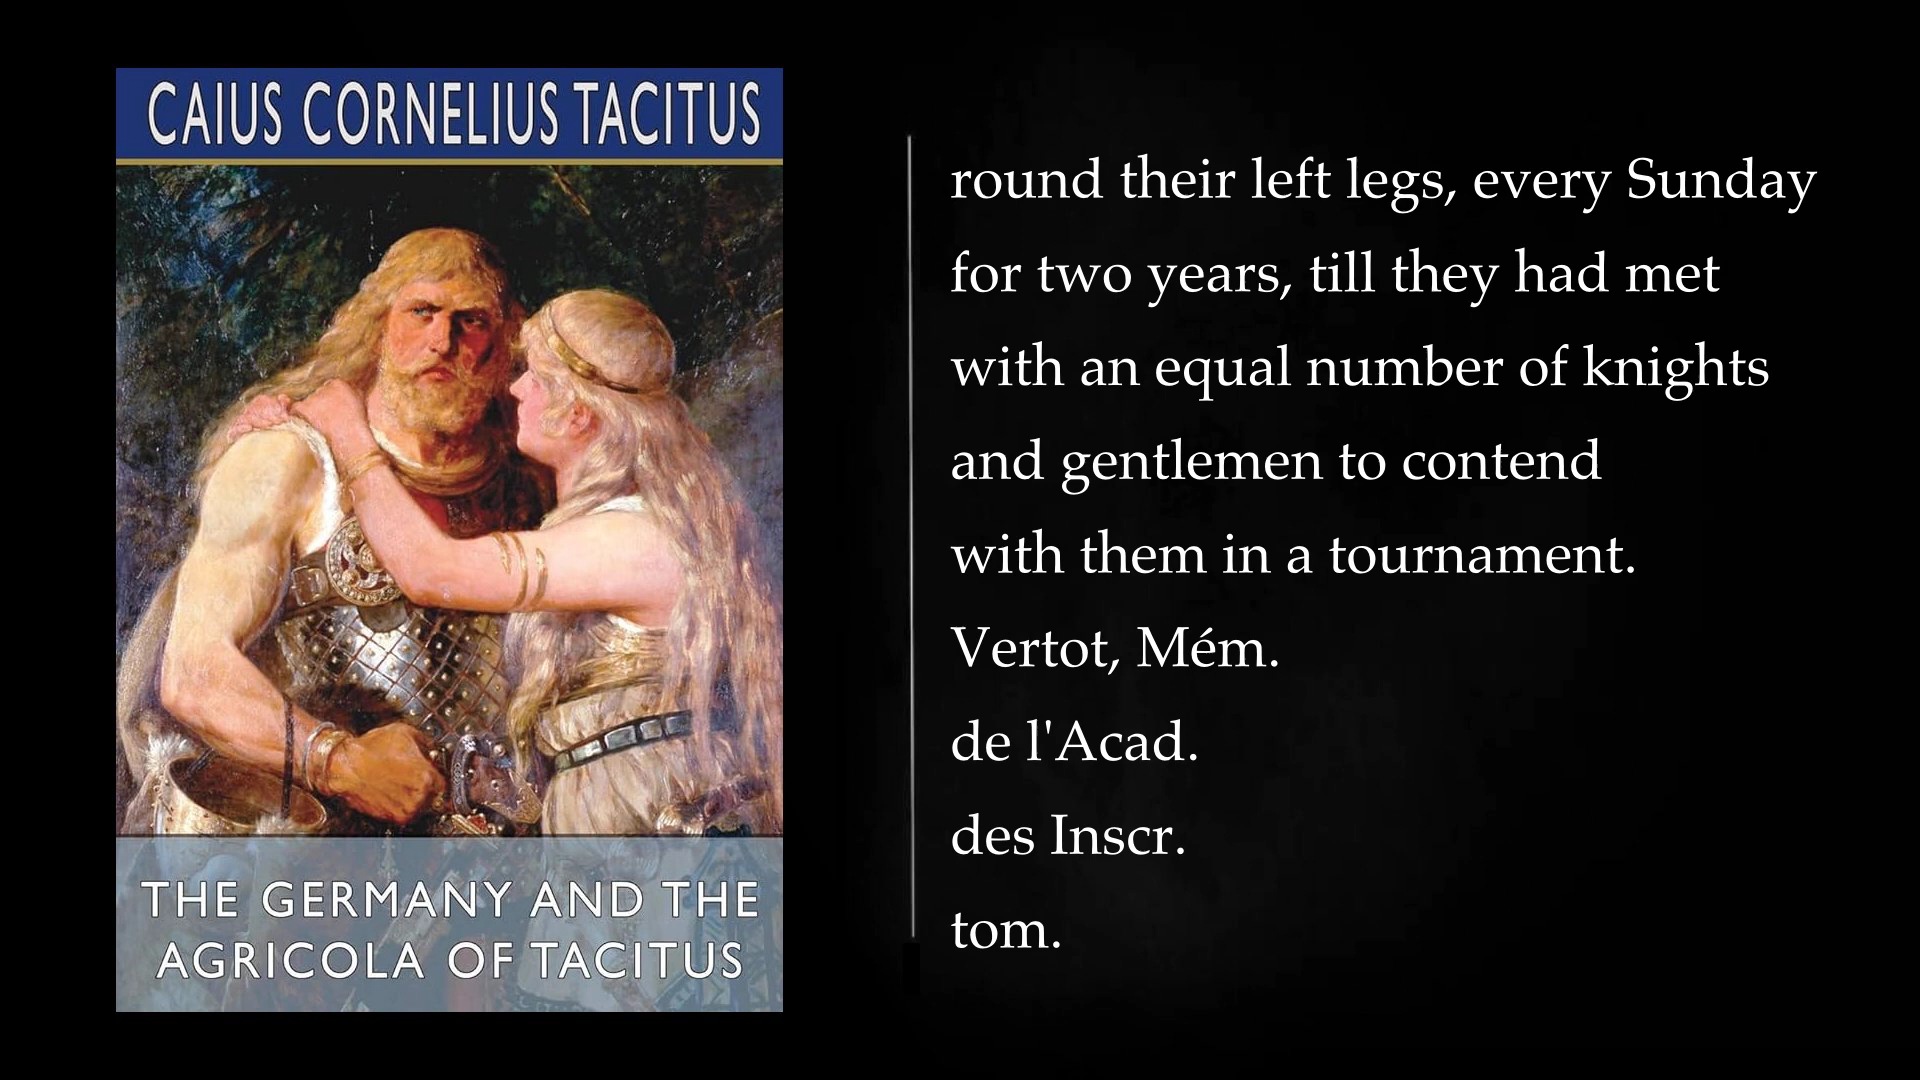 CAIUS CORNELIUS TACITUS
THE GERMANY AND THE
AGRICOLA OF TACITUS
round their left legs, every Sunday
for two years, till they had met
with an equal number of knights
and gentlemen to contend
with them in a tournament.
Vertot, Mém.
de l'Acad.
des Inscr.
tom.